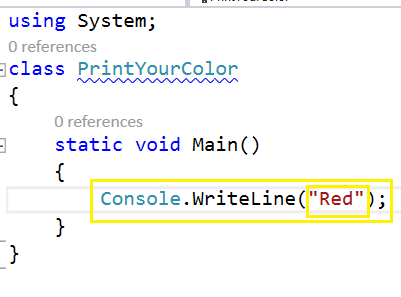 using System;
0 references
class PrintYourColor
{
0 references
static void Main()
{
Console.WriteLine("Red");
}
}